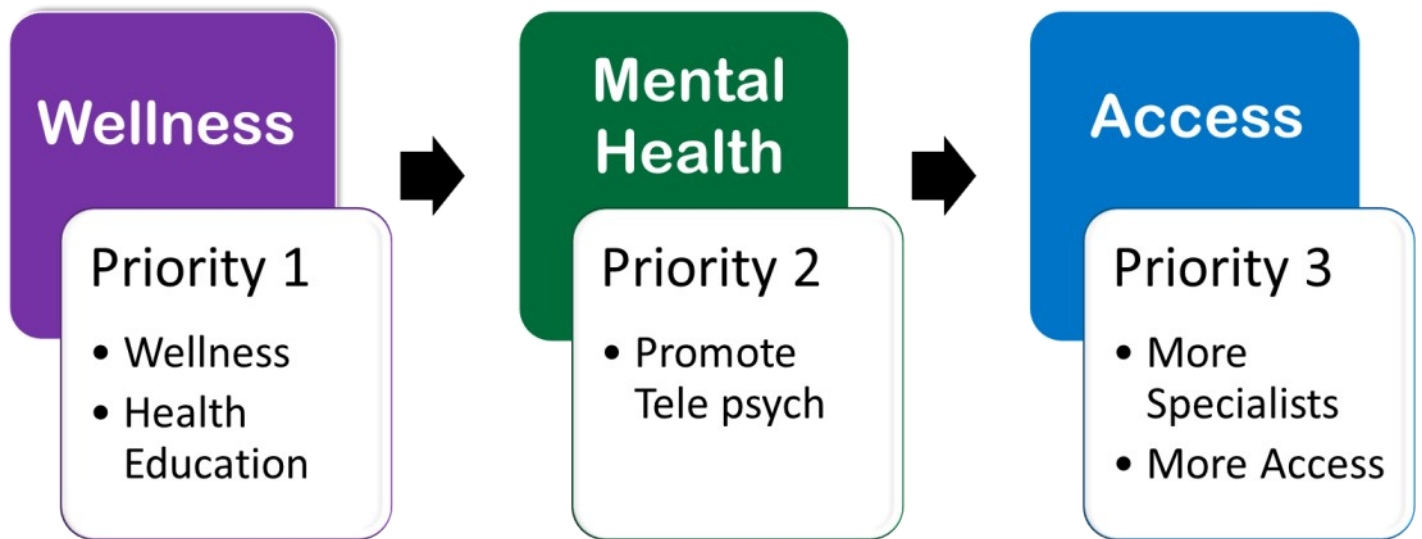 Wellness
Priority 1
• Wellness
• Health
Education
Mental
Health
Priority 2
• Promote
Tele psych
Access
Priority 3
• More
Specialists
• More Access